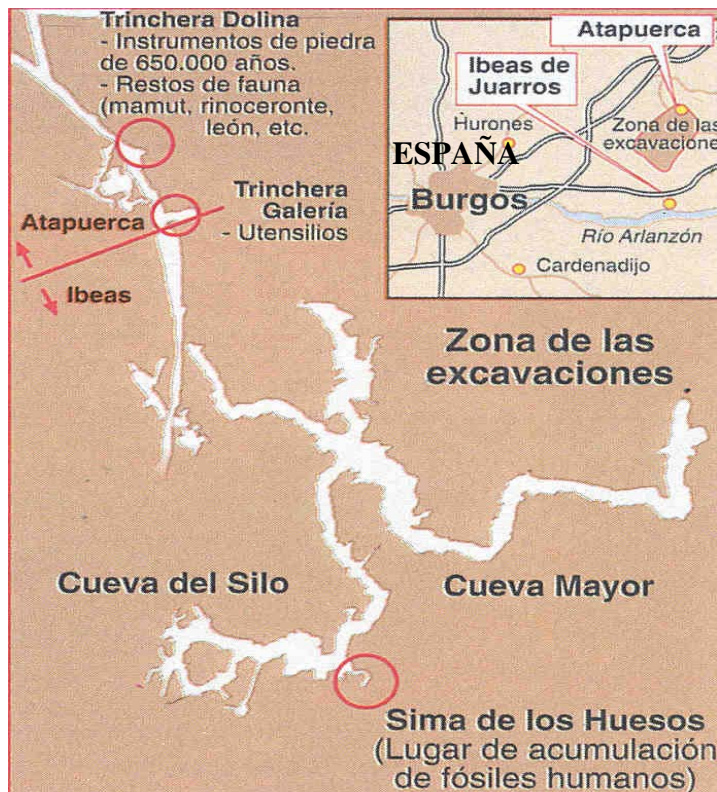 Trinchera Dolina
- Instrumentos de piedra
de 650.000 años.
- Restos de fauna
(mamut, rinoceronte,
león, etc.
Trinchera
Galería
- Utensilios
Atapuerca
Ibeas
Atapuerca
Ibeas de
Juarros
Hurones
Zona de las
excavaciones
ESPAÑA
Burgos
Río Arlanzón
Cardenadijo
Zona de las
excavaciones
Cueva del Silo
Cueva Mayor
Sima de los Huesos
(Lugar de acumulación
de fósiles humanos)